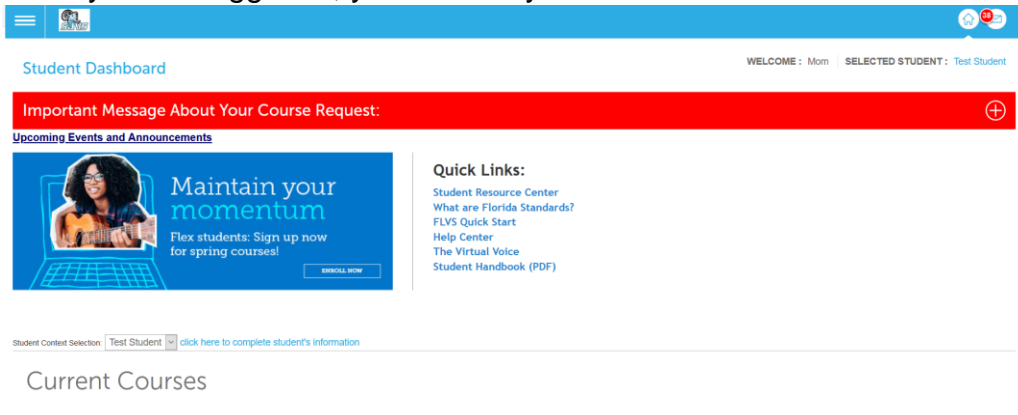 38
Student Dashboard
WELCOME : Mom SELECTED STUDENT : Test Student
Important Message About Your Course Request:
Upcoming Events and Announcements
Maintain your
momentum
Flex students: Sign up now
for spring courses!
ENROLL NOW
Quick Links:
Student Resource Center
What are Florida Standards?
FLVS Quick Start
Help Center
The Virtual Voice
Student Handbook (PDF)
Student Context Selection: Test Student click here to complete student's information
Current Courses